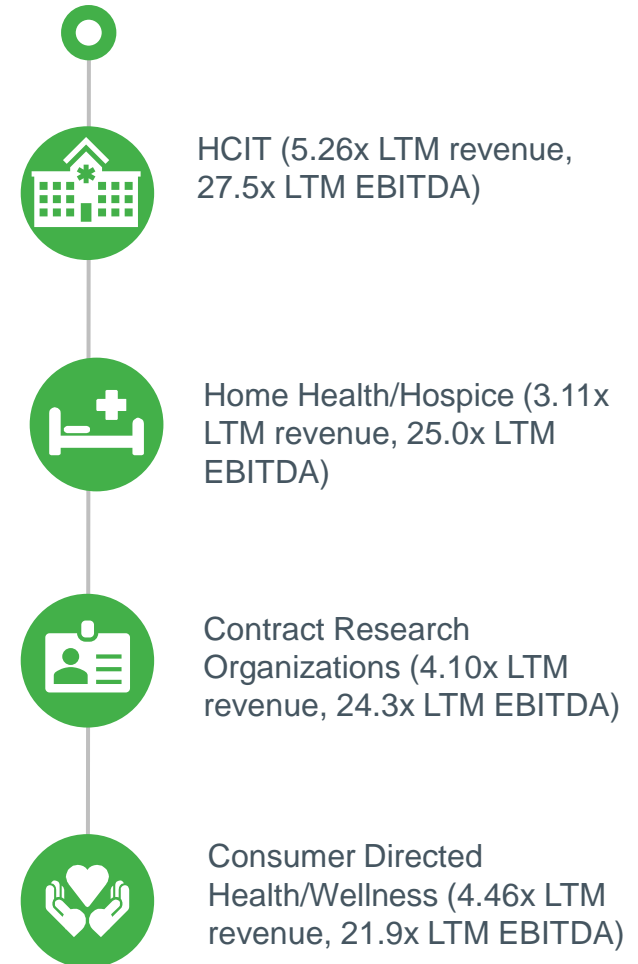 HCIT (5.26x LTM revenue,
27.5x LTM EBITDA)
Home Health/Hospice (3.11x
LTM revenue, 25.0x LTM
EBITDA)
Contract Research
Organizations (4.10x LTM
revenue, 24.3x LTM EBITDA)
Consumer Directed
Health/Wellness (4.46x LTM
revenue, 21.9x LTM EBITDA)